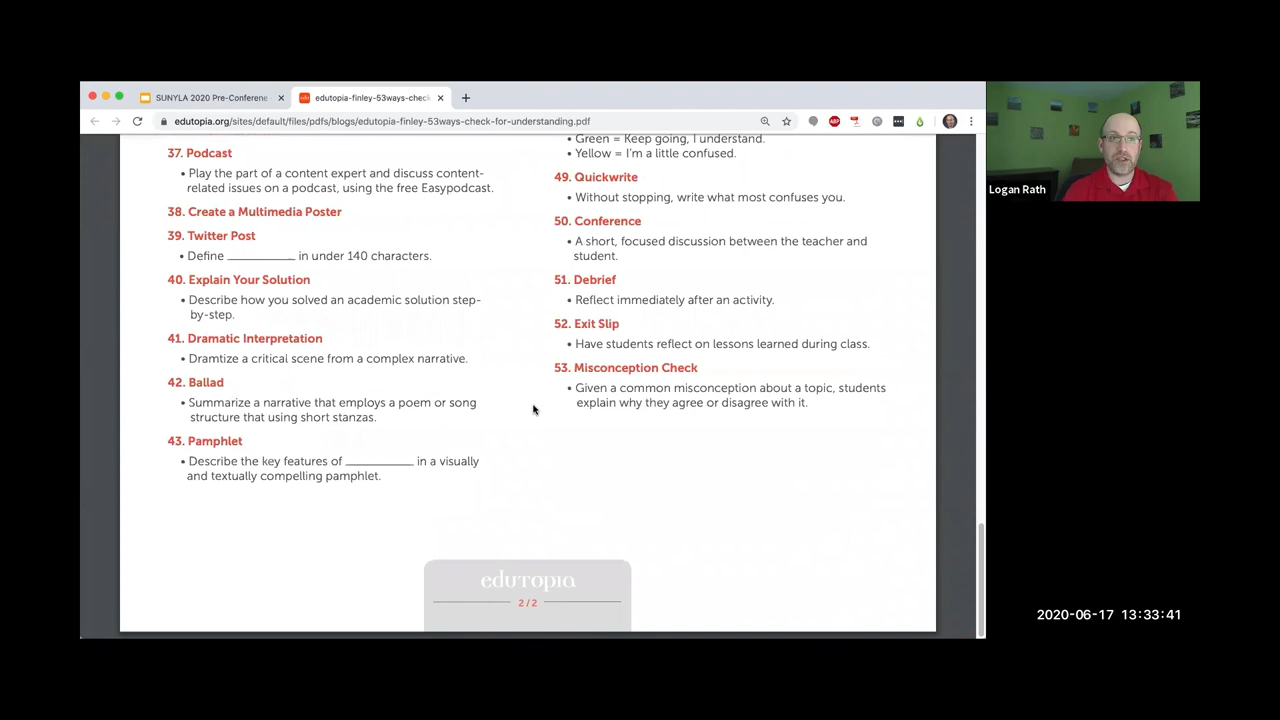 SUNYLA 2020 Pre-Conferenc
edutopia-finley-53ways-check-
edutopia.org/sites/default/files/pdfs/blogs/edutopia-finley-53ways-check-for-understanding.pdf
ABP
37. Podcast
• Play the part of a content expert and discuss content-
related issues on a podcast, using the free Easypodcast.
38. Create a Multimedia Poster
39. Twitter Post
• Define __________ in under 140 characters.
40. Explain Your Solution
• Describe how you solved an academic solution step-
by-step.
41. Dramatic Interpretation
• Dramtize a critical scene from a complex narrative.
42. Ballad
• Summarize a narrative that employs a poem or song
structure that using short stanzas.
43. Pamphlet
• Describe the key features of __________ in a visually
and textually compelling pamphlet.
• Green = Keep going, I understand.
• Yellow = I'm a little confused.
49. Quickwrite
• Without stopping, write what most confuses you.
50. Conference
• A short, focused discussion between the teacher and
student.
51. Debrief
• Reflect immediately after an activity.
52. Exit Slip
• Have students reflect on lessons learned during class.
53. Misconception Check
• Given a common misconception about a topic, students
explain why they agree or disagree with it.
edutopia
2 / 2
Logan Rath
2020-06-17 13:33:41